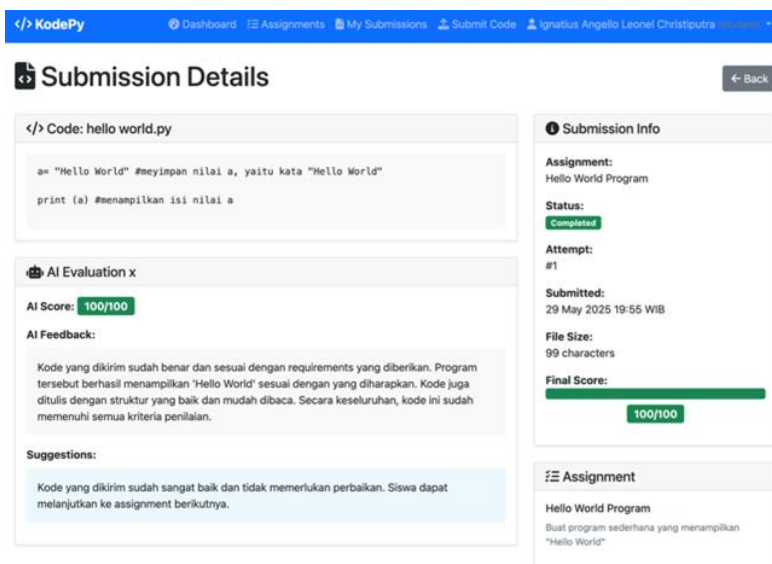 </> KodePy
Dashboard Assignments My Submissions Submit Code Ignatius Angello Leonel Christiputra (Student)
Submission Details
← Back
</> Code: hello world.py
a= "Hello World" #meyimpan nilai a, yaitu kata "Hello World"
print (a) #menampilkan isi nilai a
AI Evaluation x
AI Score: 100/100
AI Feedback:
Kode yang dikirim sudah benar dan sesuai dengan requirements yang diberikan. Program
tersebut berhasil menampilkan 'Hello World' sesuai dengan yang diharapkan. Kode juga
ditulis dengan struktur yang baik dan mudah dibaca. Secara keseluruhan, kode ini sudah
memenuhi semua kriteria penilaian.
Suggestions:
Kode yang dikirim sudah sangat baik dan tidak memerlukan perbaikan. Siswa dapat
melanjutkan ke assignment berikutnya.
Submission Info
Assignment:
Hello World Program
Status:
Completed
Attempt:
#1
Submitted:
29 May 2025 19:55 WIB
File Size:
99 characters
Final Score:
100/100
Assignment
Hello World Program
Buat program sederhana yang menampilkan
"Hello World"